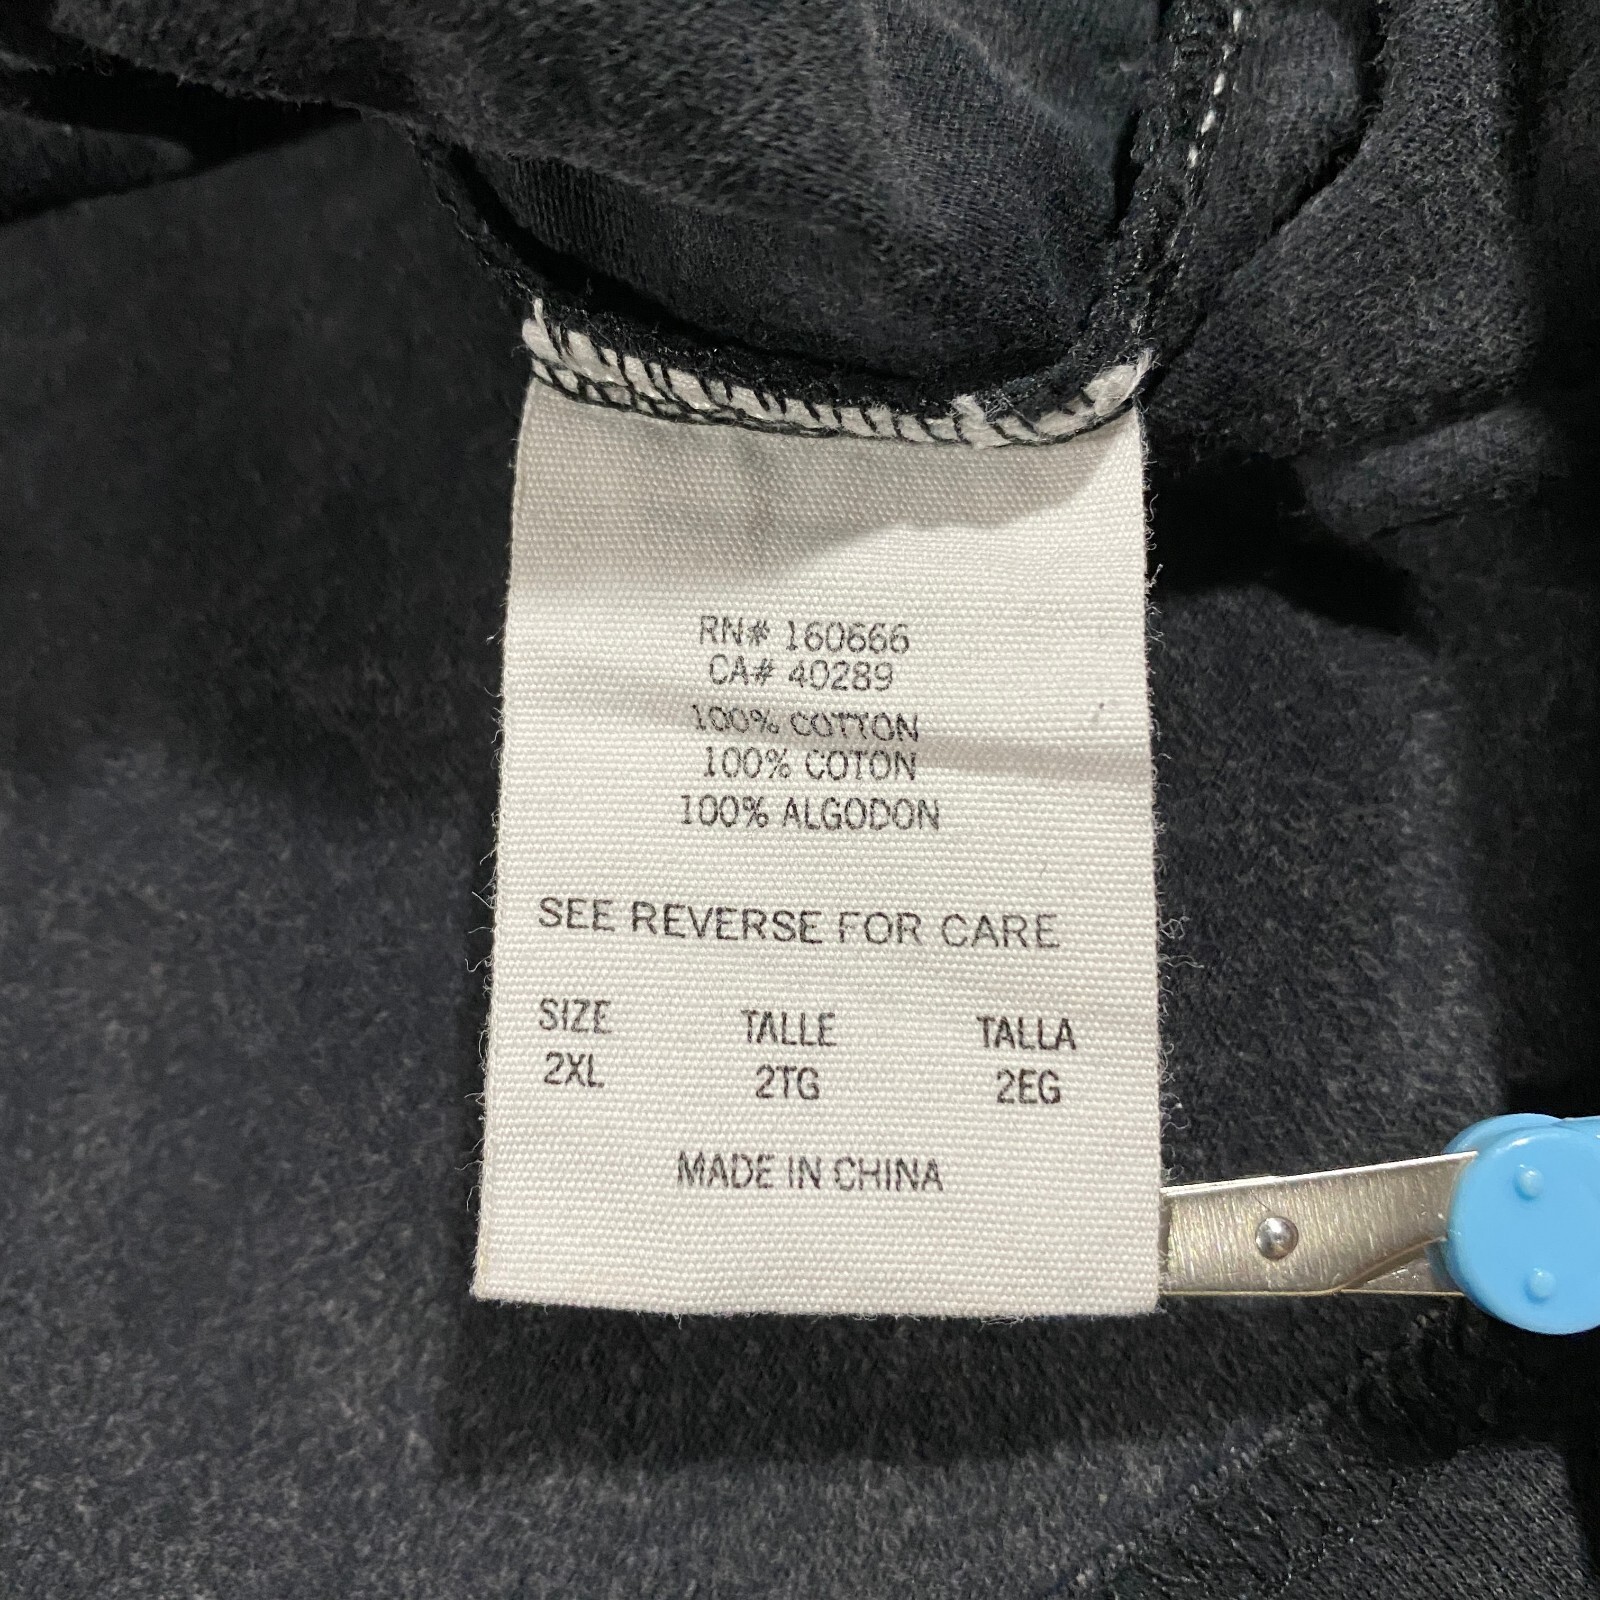 RN# 160666
CA# 40289
100% COTTON
100% COTON
100% ALGODON
SEE REVERSE FOR CARE
SIZE TALLE TALLA
2XL 2TG 2EG
MADE IN CHINA